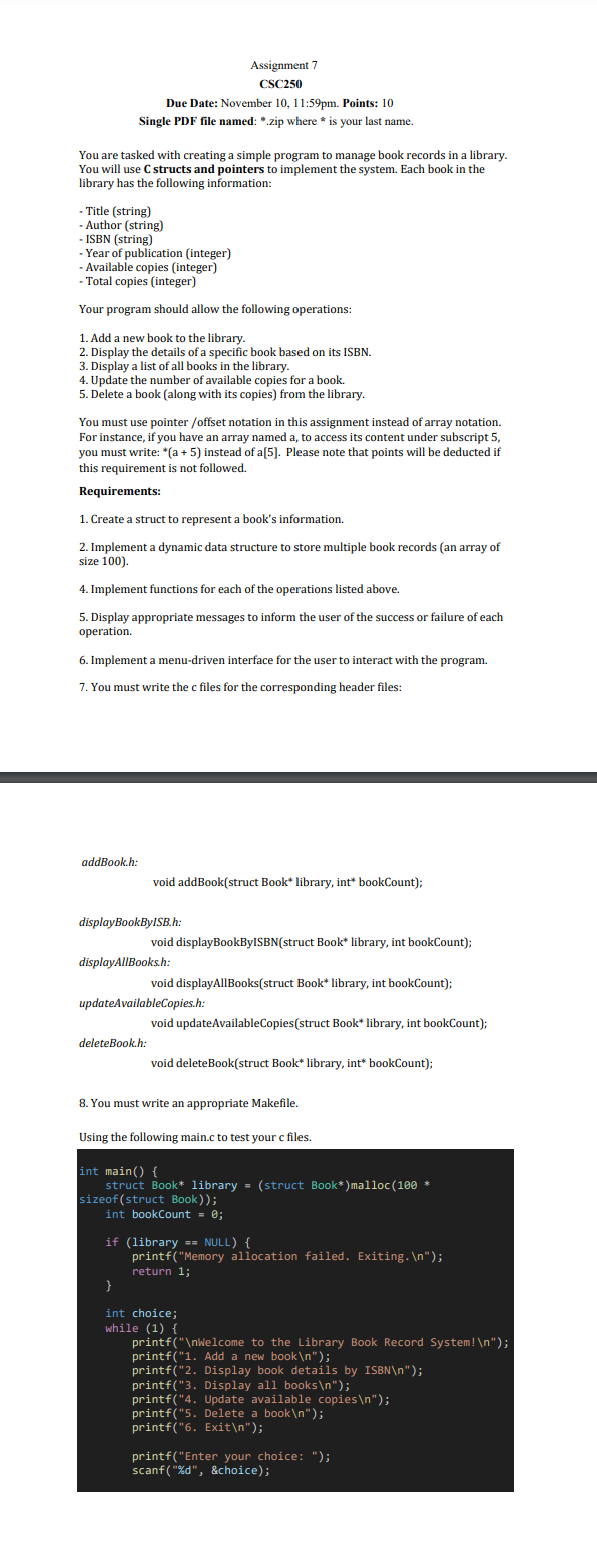 Assignment 7
CSC250
Due Date: November 10, 11:59pm. Points: 10
Single PDF file named: *.zip where * is your last name.
You are tasked with creating a simple program to manage book records in a library.
You will use C structs and pointers to implement the system. Each book in the
library has the following information:
- Title (string)
- Author (string)
- ISBN (string)
- Year of publication (integer)
- Available copies (integer)
- Total copies (integer)
Your program should allow the following operations:
1. Add a new book to the library.
2. Display the details of a specific book based on its ISBN.
3. Display a list of all books in the library.
4. Update the number of available copies for a book.
5. Delete a book (along with its copies) from the library.
You must use pointer /offset notation in this assignment instead of array notation.
For instance, if you have an array named a, to access its content under subscript 5,
you must write: *(a + 5) instead of a[5]. Please note that points will be deducted if
this requirement is not followed.
Requirements:
1. Create a struct to represent a book's information.
2. Implement a dynamic data structure to store multiple book records (an array of
size 100).
4. Implement functions for each of the operations listed above.
5. Display appropriate messages to inform the user of the success or failure of each
operation.
6. Implement a menu-driven interface for the user to interact with the program.
7. You must write the c files for the corresponding header files:
addBook.h:
void addBook(struct Book* library, int* bookCount);
displayBookByISB.h:
void displayBookByISBN(struct Book* library, int bookCount);
displayAllBooks.h:
void displayAllBooks(struct Book* library, int bookCount);
updateAvailableCopies.h:
void updateAvailableCopies(struct Book* library, int bookCount);
deleteBook.h:
void deleteBook(struct Book* library, int* bookCount);
8. You must write an appropriate Makefile.
Using the following main.c to test your c files.
int main() {
struct Book* library = (struct Book*)malloc(100 *
sizeof(struct Book));
int bookCount = 0;
if (library == NULL) {
printf("Memory allocation failed. Exiting.\n");
return 1;
}
int choice;
while (1) {
printf("\nWelcome to the Library Book Record System!\n");
printf("1. Add a new book\n");
printf("2. Display book details by ISBN\n");
printf("3. Display all books\n");
printf("4. Update available copies\n");
printf("5. Delete a book\n");
printf("6. Exit\n");
printf("Enter your choice: ");
scanf("%d", &choice);